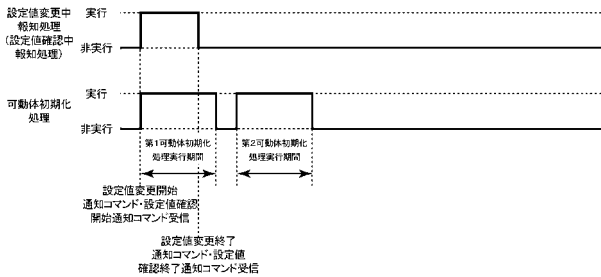 設定値変更中
報知処理
(設定値確認中
報知処理)
実行
非実行
可動体初期化
処理
実行
非実行
第1可動体初期化
処理実行期間
第2可動体初期化
処理実行期間
設定値変更開始
通知コマンド・設定値確認
開始通知コマンド受信
設定値変更終了
通知コマンド・設定値
確認終了通知コマンド受信